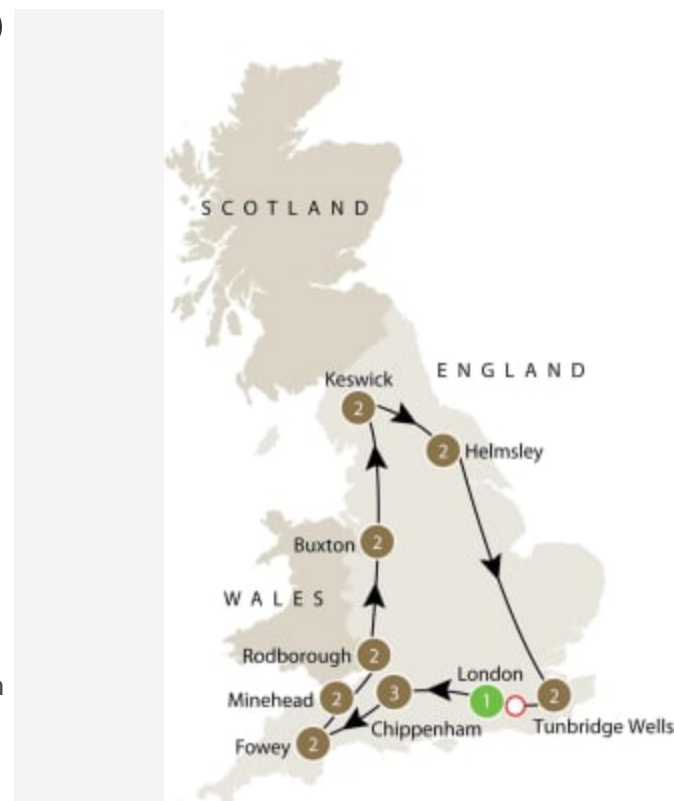 )
SCOTLAND
ENGLAND
Keswick
2
2 Helmsley
Buxton 2
WALES
Rodborough 2
London
Minehead 2
3
1
2
Chippenham
Tunbridge Wells
Fowey 2
n